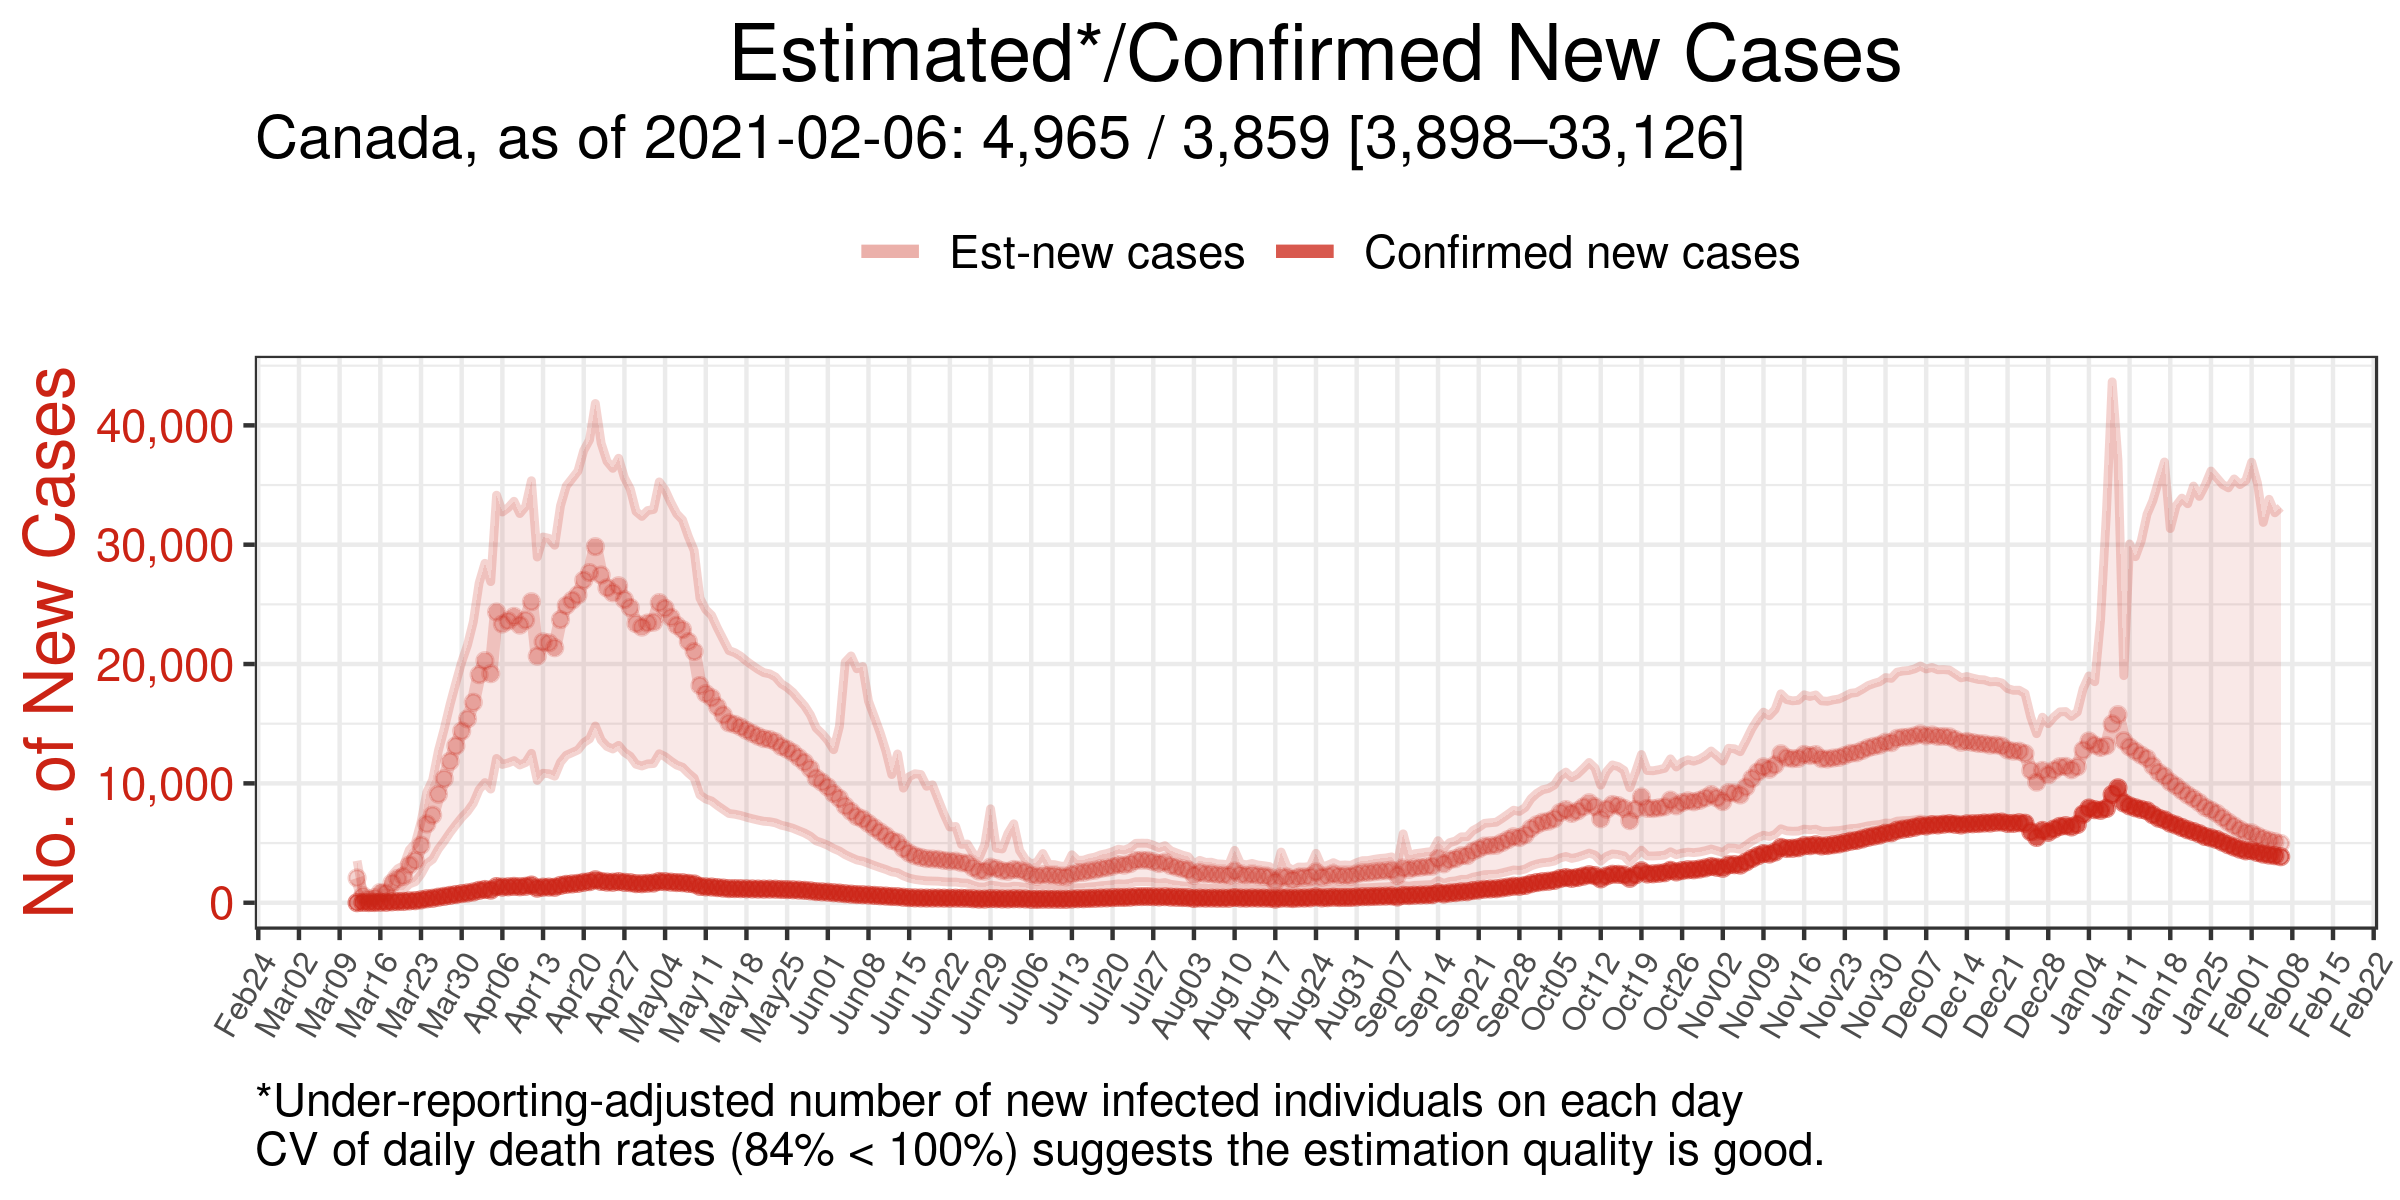 Estimated*/Confirmed New Cases
Canada, as of 2021-02-06: 4,965 / 3,859 [3,898–33,126]
Est-new cases Confirmed new cases
No. of New Cases
40,000
30,000
20,000
10,000
0
Feb24 Mar02 Mar09 Mar16 Mar23 Mar30 Apr06 Apr13 Apr20 Apr27 May04 May11 May18 May25 Jun01 Jun08 Jun15 Jun22 Jun29 Jul06 Jul13 Jul20 Jul27 Aug03 Aug10 Aug17 Aug24 Aug31 Sep07 Sep14 Sep21 Sep28 Oct05 Oct12 Oct19 Oct26 Nov02 Nov09 Nov16 Nov23 Nov30 Dec07 Dec14 Dec21 Dec28 Jan04 Jan11 Jan18 Jan25 Feb01 Feb08 Feb15 Feb22
*Under-reporting-adjusted number of new infected individuals on each day
CV of daily death rates (84% < 100%) suggests the estimation quality is good.